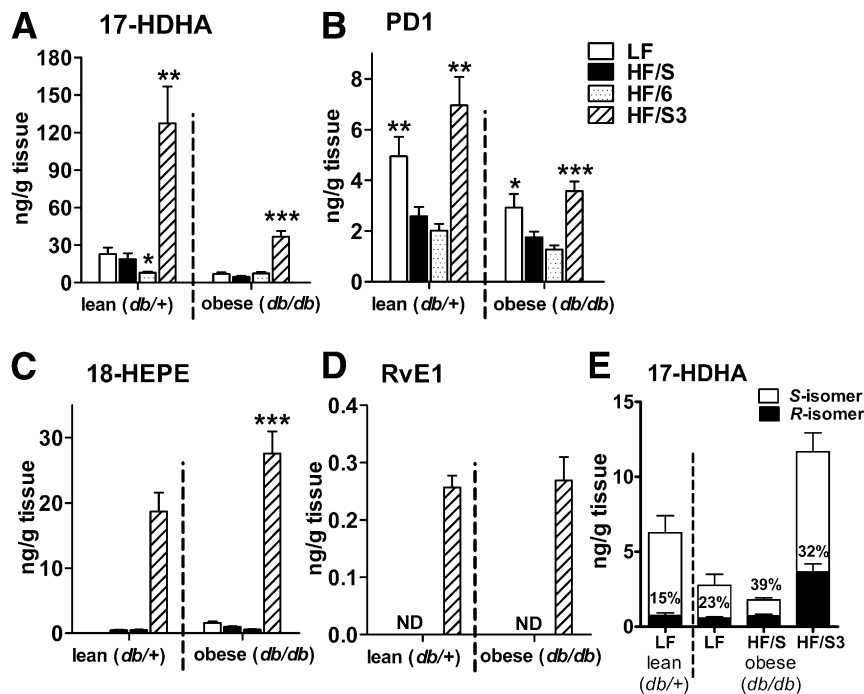 A 17-HDHA
ng/g tissue
180
150
120
90
60
30
0
*
**
***
lean (db/+) obese (db/db)
B PD1
ng/g tissue
8
6
4
2
0
**
**
*
***
lean (db/+) obese (db/db)
LF
HF/S
HF/6
HF/S3
C 18-HEPE
ng/g tissue
30
20
10
0
***
lean (db/+) obese (db/db)
D RvE1
ng/g tissue
0.4
0.3
0.2
0.1
0.0
ND ND
lean (db/+) obese (db/db)
E 17-HDHA
S-isomer
R-isomer
ng/g tissue
15
10
5
0
15% 23% 39% 32%
LF LF HF/S HF/S3
lean obese
(db/+) (db/db)